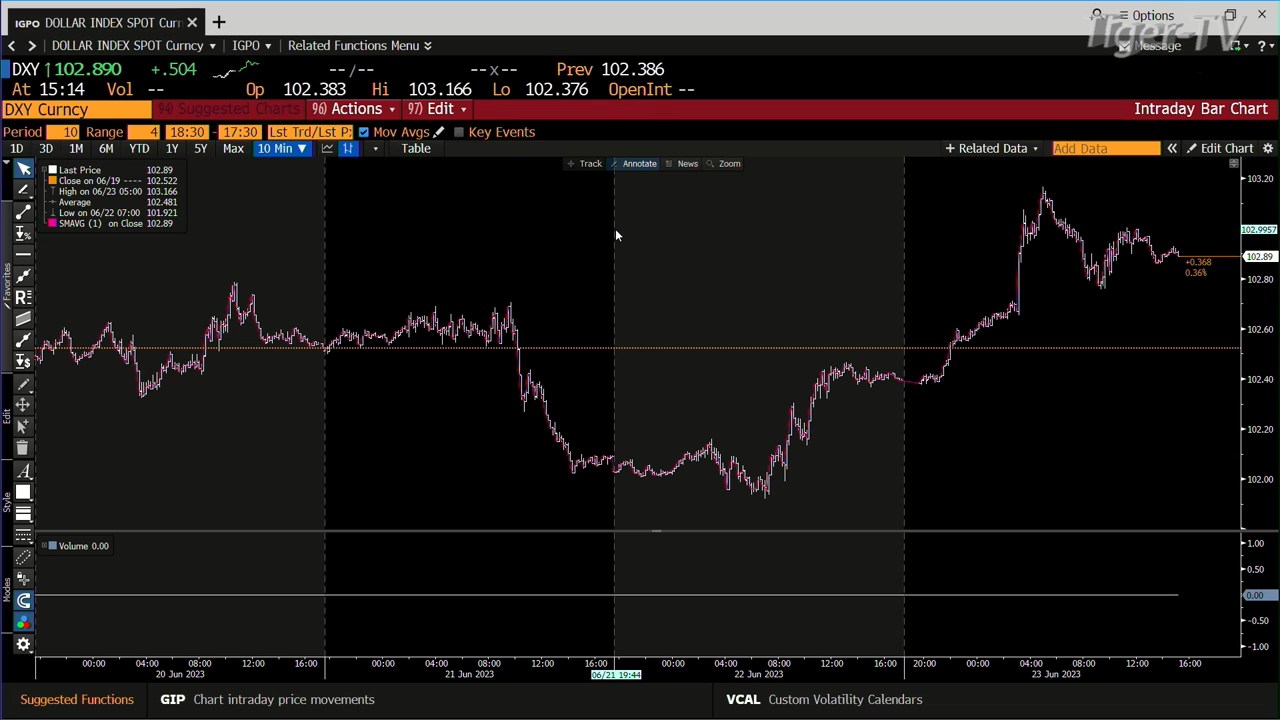 IGPO DOLLAR INDEX SPOT Curr
Options
Tiger-TV
DOLLAR INDEX SPOT Curncy
IGPO
Related Functions Menu
Message
?
DXY ↑102.890 +.504 -- / -- -- x -- Prev 102.386
At 15:14 Vol -- Op 102.383 Hi 103.166 Lo 102.376 OpenInt --
DXY Curncy
94) Suggested Charts
96) Actions
97) Edit
Intraday Bar Chart
Period 10 Range 4 18:30 - 17:30 Lst Trd/Lst P: Mov Avgs Key Events
1D 3D 1M 6M YTD 1Y 5Y Max 10 Min ▼ Table + Related Data Add Data « Edit Chart
Track Annotate News Zoom
Last Price 102.89
Close on 06/19 ---- 102.522
High on 06/23 05:00 103.166
Average 102.481
Low on 06/22 07:00 101.921
SMAVG (1) on Close 102.89
Favorites
Edit
Style
Modes
103.20
102.9957
102.89
102.80
102.60
102.40
102.20
102.00
+0.368
0.36%
Volume 0.00
1.00
0.50
0.00
-0.50
-1.00
00:00 04:00 08:00 12:00 16:00 00:00 04:00 08:00 12:00 16:00 00:00 04:00 08:00 12:00 16:00 20:00 00:00 04:00 08:00 12:00 16:00
20 Jun 2023 21 Jun 2023 06/21 19:44 22 Jun 2023 23 Jun 2023
Suggested Functions GIP Chart intraday price movements VCAL Custom Volatility Calendars